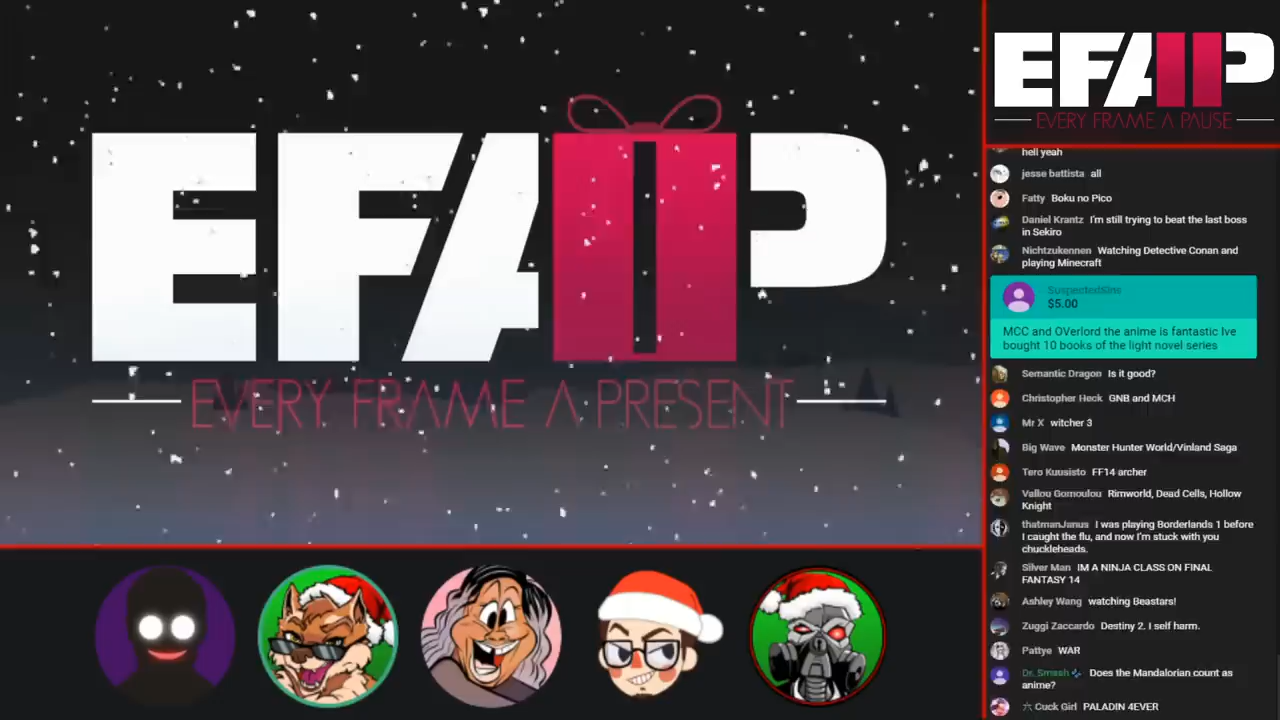 EFAP
EVERY FRAME A PRESENT
EFAP
EVERY FRAME A PAUSE
hell yeah
jesse battista all
Fatty Boku no Pico
Daniel Krantz I'm still trying to beat the last boss
in Sekiro
Nichtzukennen Watching Detective Conan and
playing Minecraft
$5.00
MCC and OVerlord the anime is fantastic Ive
bought 10 books of the light novel series
Semantic Dragon Is it good?
Christopher Heck GNB and MCH
Mr X witcher 3
Big Wave Monster Hunter World/Vinland Saga
Tero Kuusisto FF14 archer
Vallou Gomoulou Rimworld, Dead Cells, Hollow
Knight
thatmanJanus I was playing Borderlands 1 before
I caught the flu, and now I'm stuck with you
chuckleheads.
Silver Man IM A NINJA CLASS ON FINAL
FANTASY 14
Ashley Wang watching Beastars!
Zuggi Zaccardo Destiny 2. I self harm.
Pattye WAR
Dr. Smash Does the Mandalorian count as
anime?
六 Cuck Girl PALADIN 4EVER